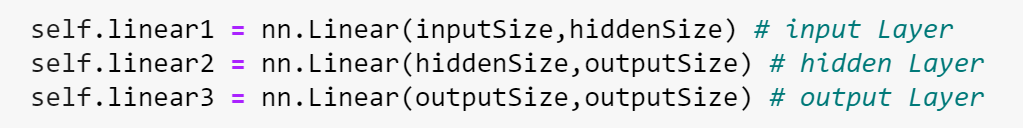 self.linear1 = nn.Linear(inputSize,hiddenSize) # input Layer
self.linear2 = nn.Linear(hiddenSize,outputSize) # hidden Layer
self.linear3 = nn.Linear(outputSize,outputSize) # output Layer